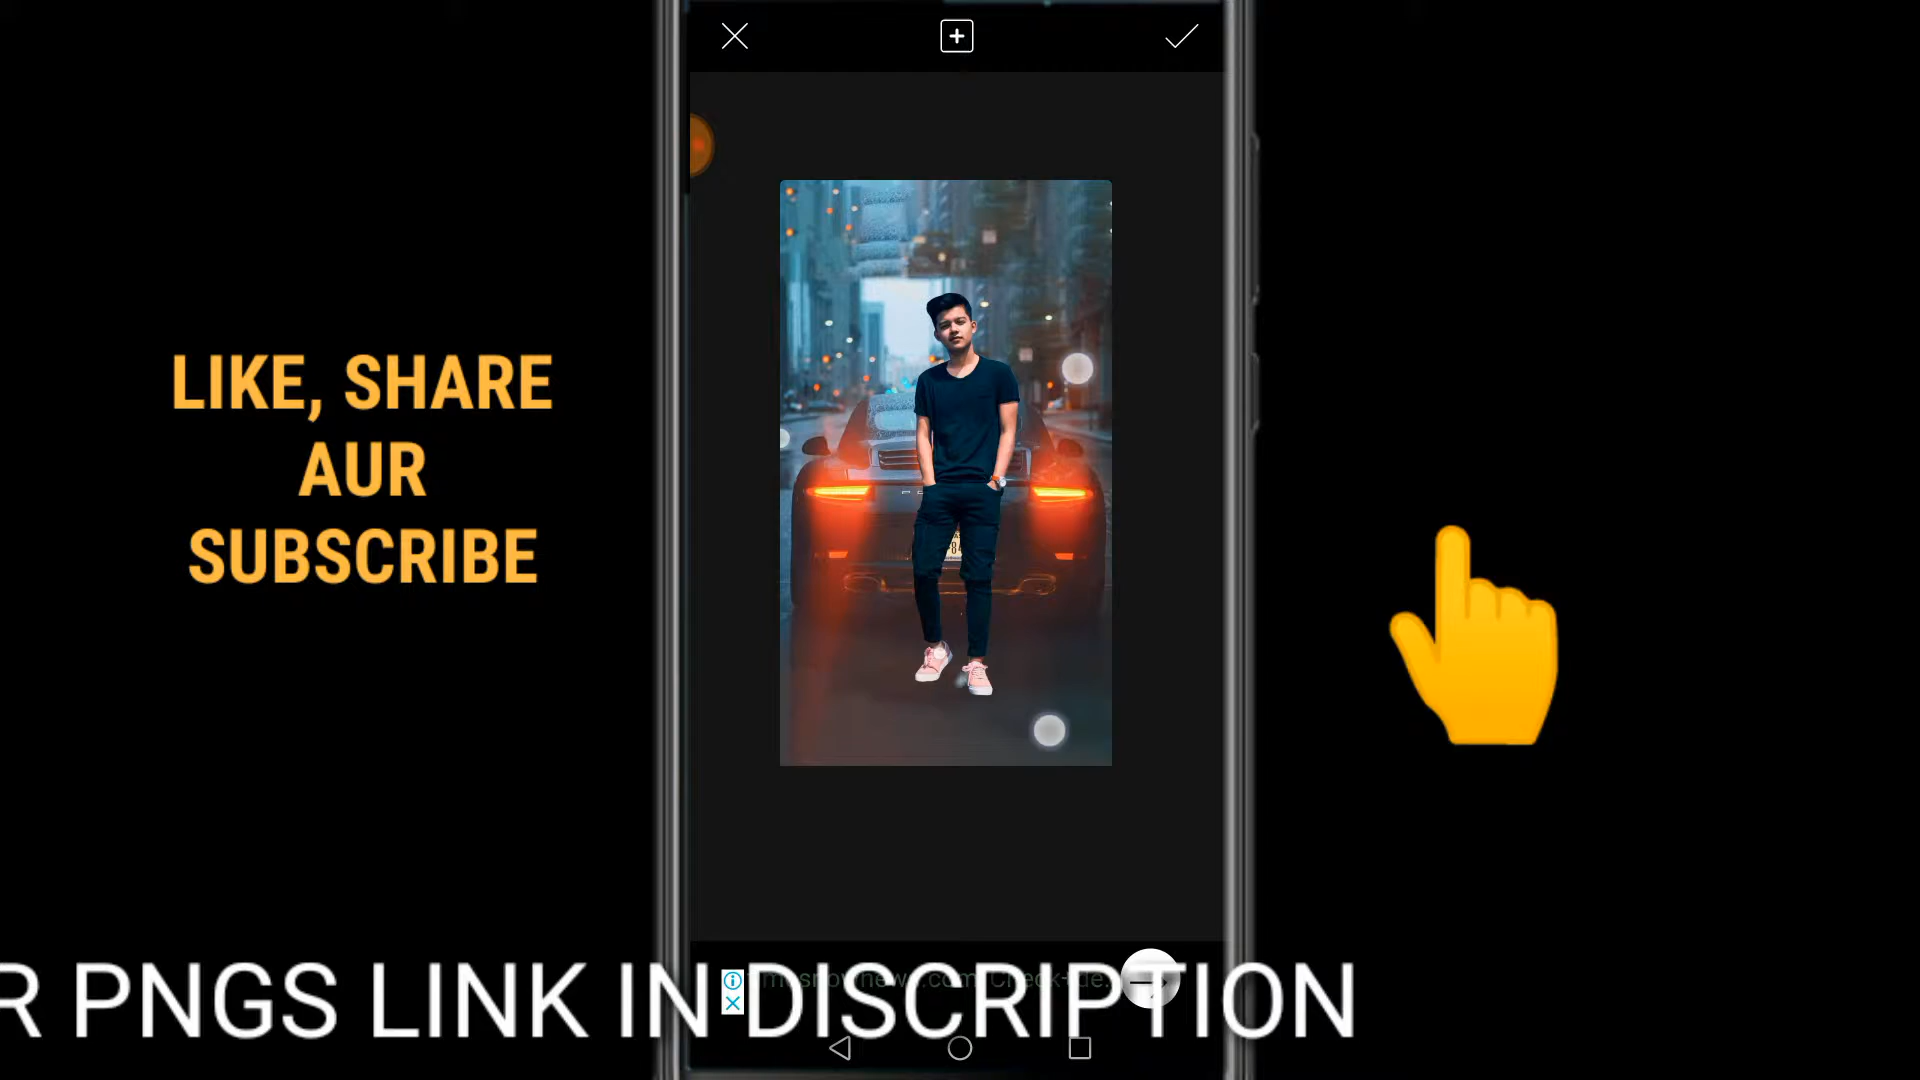 LIKE, SHARE
AUR
SUBSCRIBE
R PNGS LINK IN DISCRIPTION